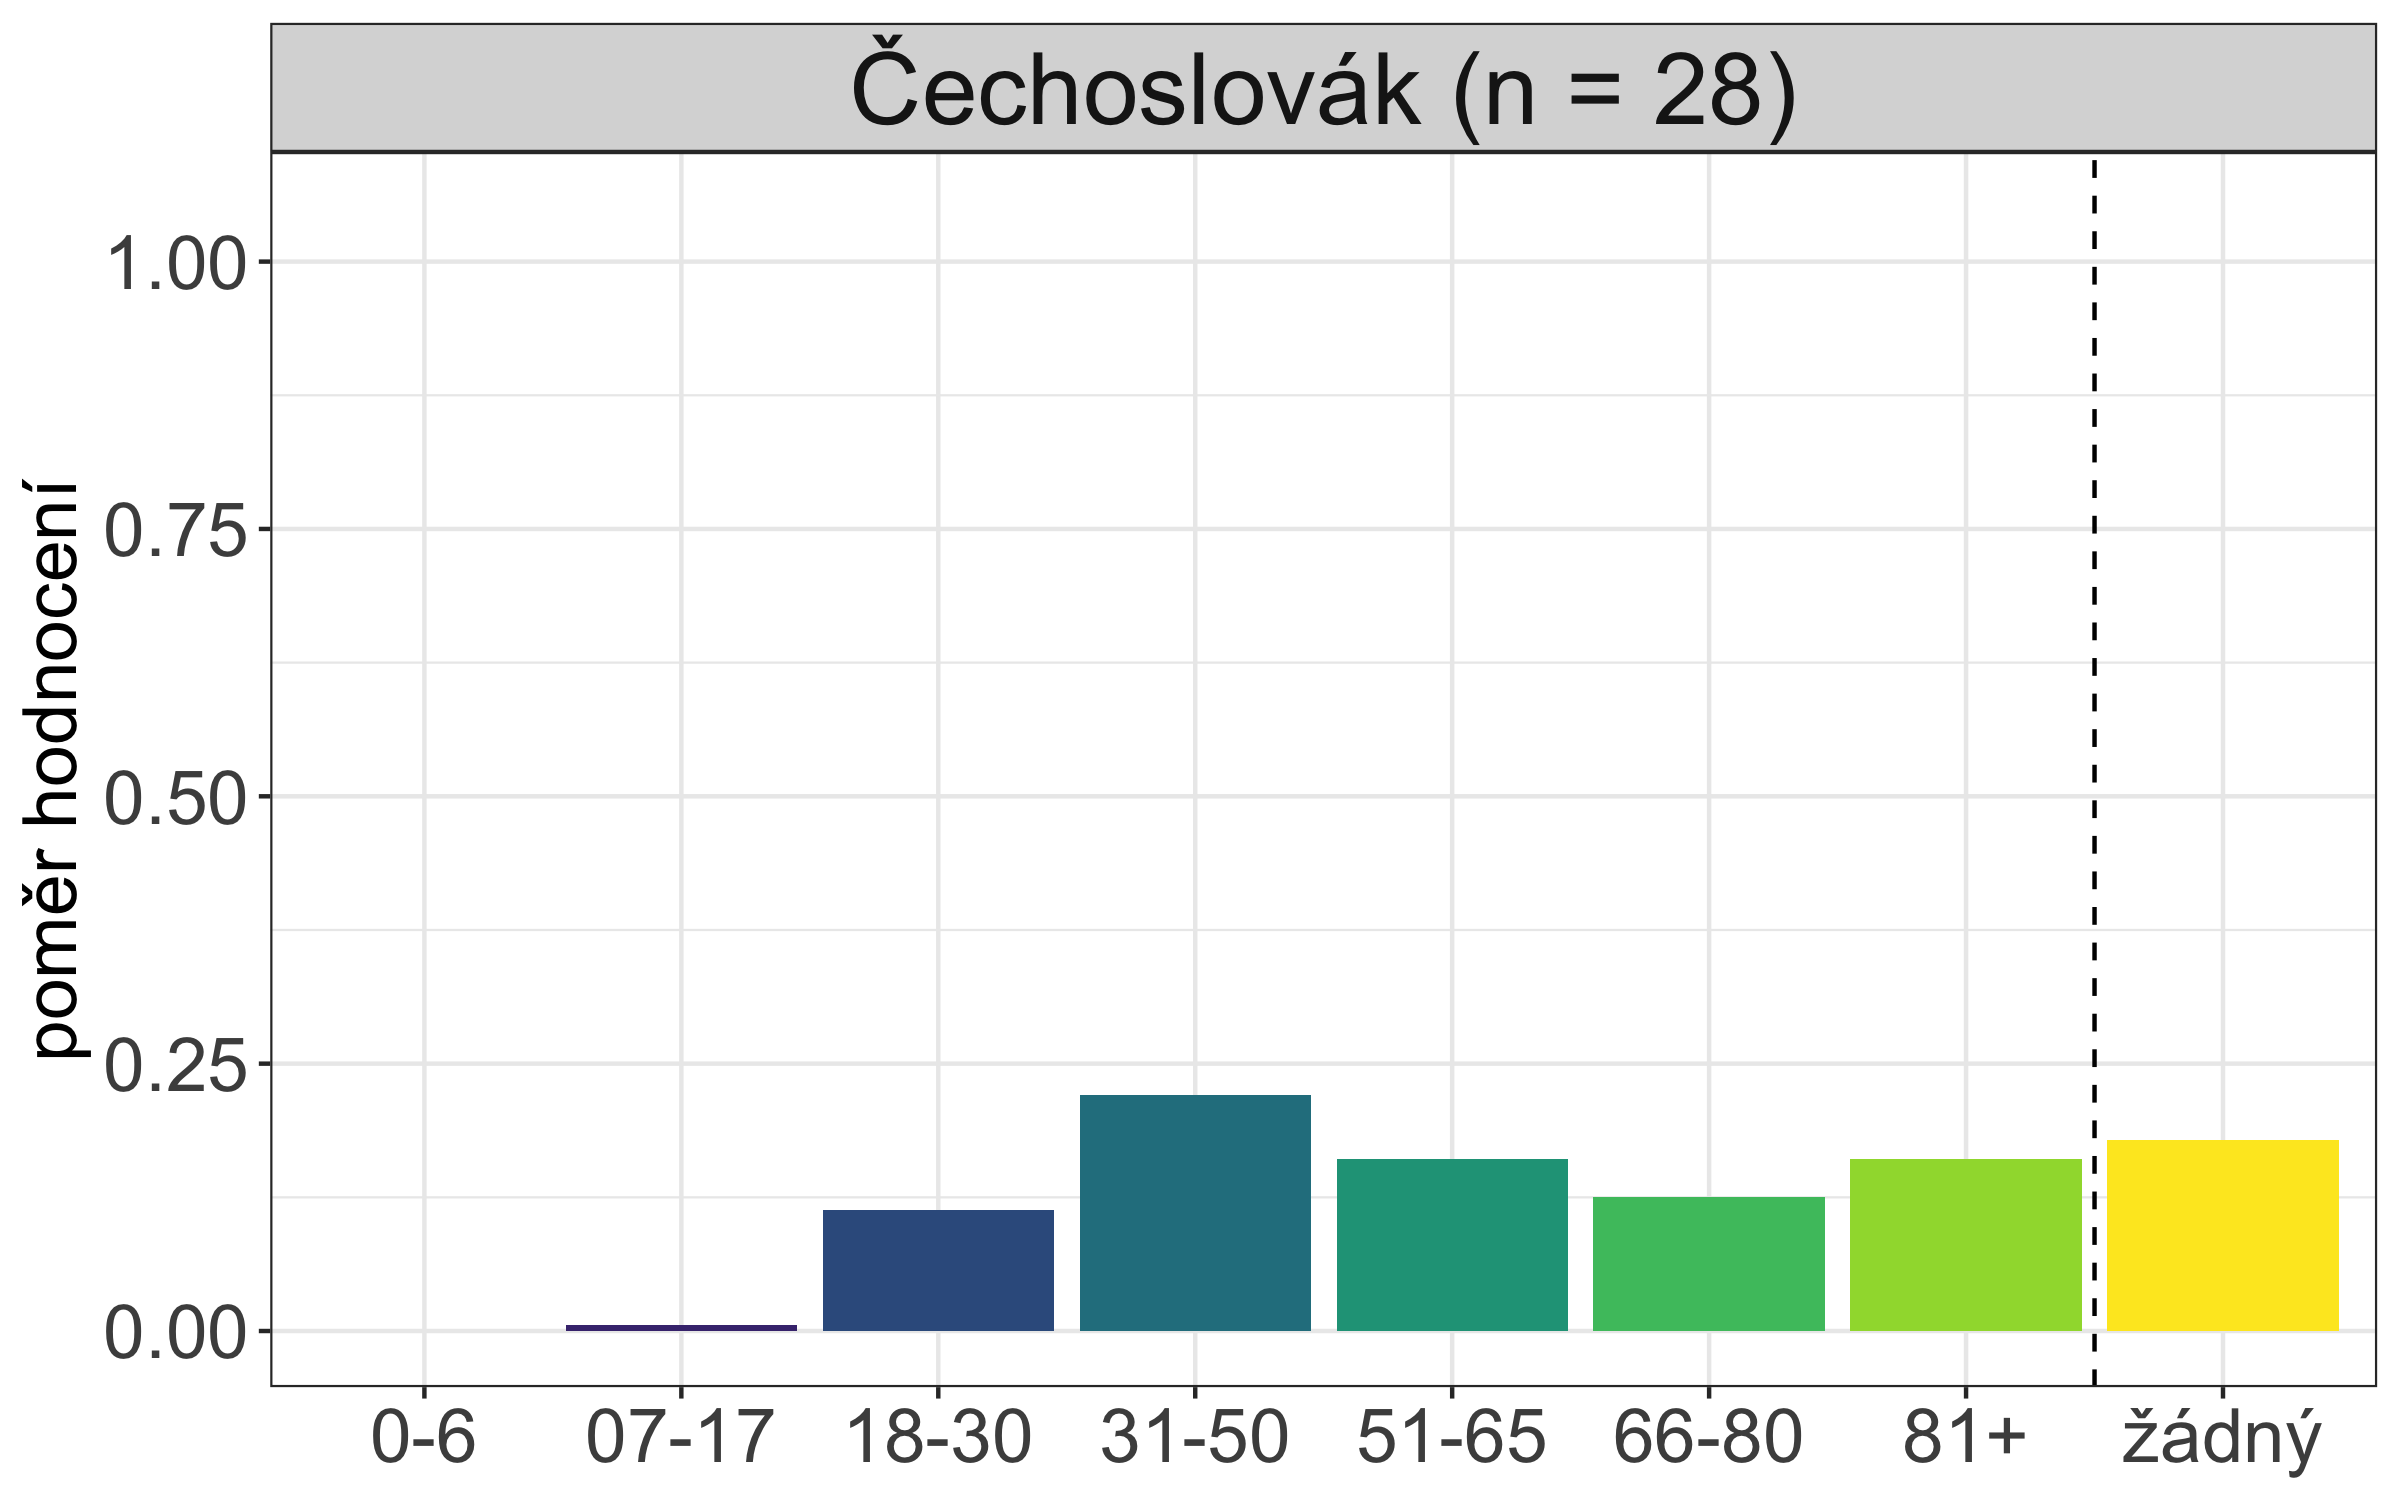 Čechoslovák (n = 28)
poměr hodnocení
1.00
0.75
0.50
0.25
0.00
0-6 07-17 18-30 31-50 51-65 66-80 81+ žádný